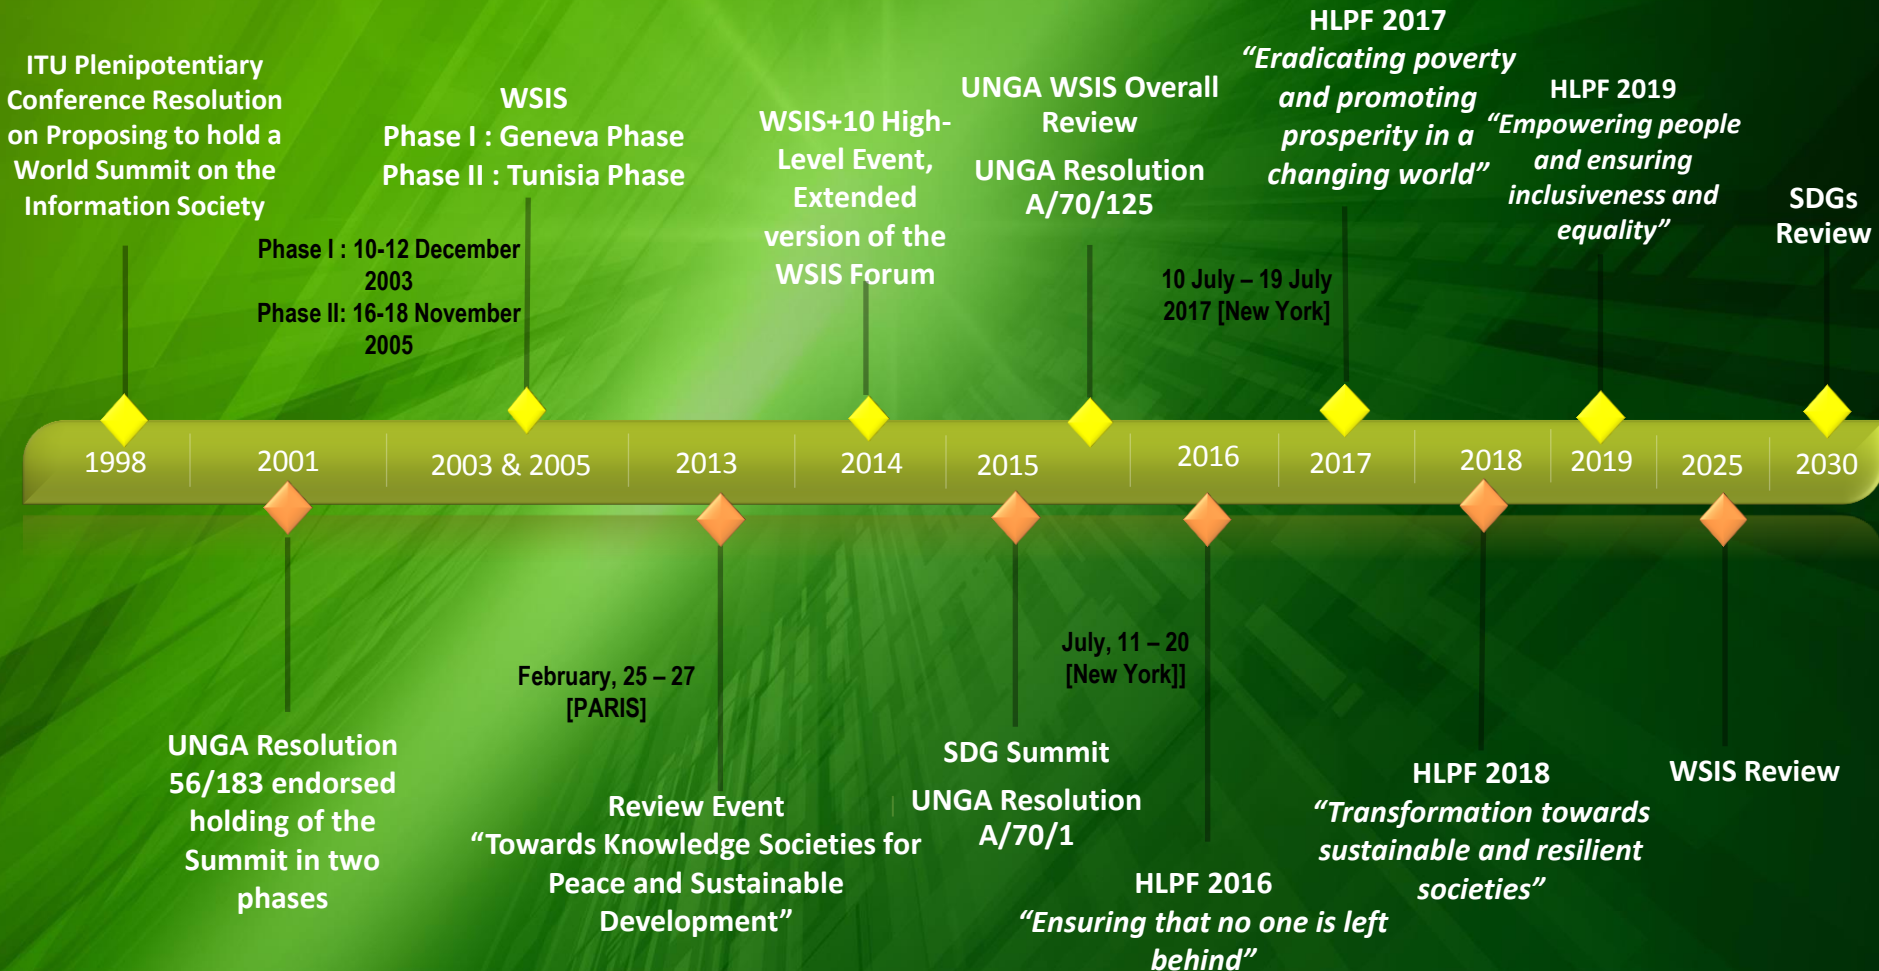 ITU Plenipotentiary
Conference Resolution
on Proposing to hold a
World Summit on the
Information Society
WSIS
Phase I : Geneva Phase
Phase II : Tunisia Phase
Phase I : 10-12 December
2003
Phase II: 16-18 November
2005
WSIS+10 High-
Level Event,
Extended
version of the
WSIS Forum
UNGA WSIS Overall
Review
UNGA Resolution
A/70/125
HLPF 2017
“Eradicating poverty
and promoting
prosperity in a
changing world”
10 July – 19 July
2017 [New York]
HLPF 2019
“Empowering people
and ensuring
inclusiveness and
equality”
SDGs
Review
1998
2001
2003 & 2005
2013
2014
2015
2016
2017
2018
2019
2025
2030
UNGA Resolution
56/183 endorsed
holding of the
Summit in two
phases
February, 25 – 27
[PARIS]
Review Event
“Towards Knowledge Societies for
Peace and Sustainable
Development”
SDG Summit
UNGA Resolution
A/70/1
July, 11 – 20
[New York]]
HLPF 2016
“Ensuring that no one is left
behind”
HLPF 2018
“Transformation towards
sustainable and resilient
societies”
WSIS Review